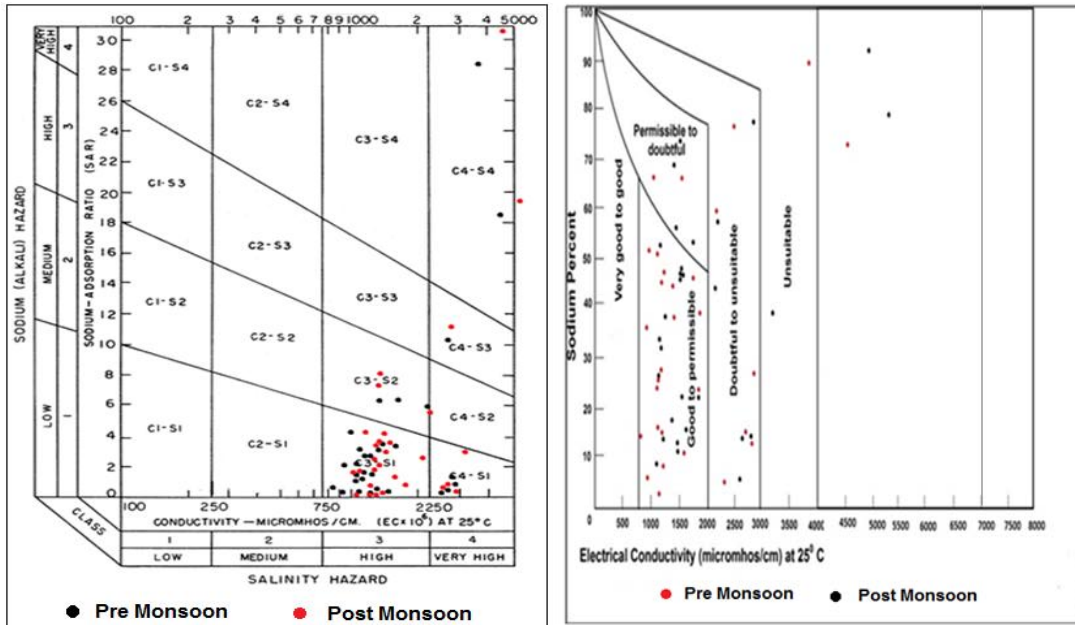 100 2 3 4 5 6 7 8 9 1000 2 3 4 5000
SODIUM (ALKALI) HAZARD
VERY HIGH
HIGH
MEDIUM
LOW
4
3
2
1
SODIUM-ADSORPTION RATIO (SAR)
30
28
26
24
22
20
18
16
14
12
10
8
6
4
2
0
C1-S4
C2-S4
C3-S4
C4-S4
C1-S3
C2-S3
C3-S3
C4-S3
C1-S2
C2-S2
C3-S2
C4-S2
C1-S1
C2-S1
C3-S1
C4-S1
100 250 750 2250
CLASS
CONDUCTIVITY — MICROMHOS/CM. (EC×10⁶) AT 25°C
1 2 3 4
LOW MEDIUM HIGH VERY HIGH
SALINITY HAZARD
Pre Monsoon Post Monsoon
Sodium Percent
100
90
80
70
60
50
40
30
20
10
0
Very good to good
Permissible to
doubtful
Good to permissible
Doubtful to unsuitable
Unsuitable
500 1000 1500 2000 2500 3000 4000 4500 5000 6000 7000 8000
Electrical Conductivity (micromhos/cm) at 25⁰ C
Pre Monsoon Post Monsoon